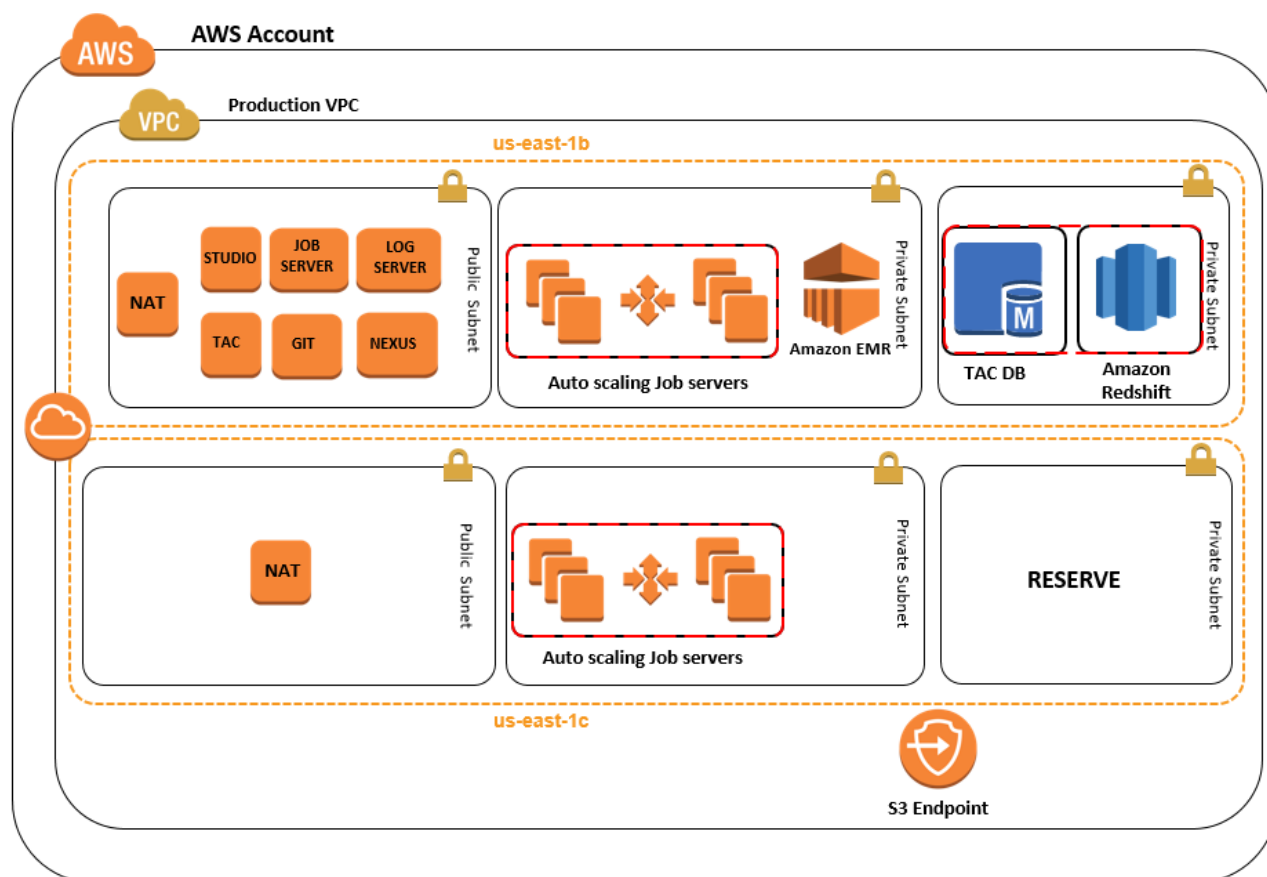 AWS
AWS Account
VPC
Production VPC
us-east-1b
NAT
STUDIO
JOB
SERVER
LOG
SERVER
TAC
GIT
NEXUS
Public Subnet
Auto scaling Job servers
Amazon EMR
Private Subnet
M
TAC DB
Amazon
Redshift
Private Subnet
NAT
Public Subnet
Auto scaling Job servers
Private Subnet
RESERVE
Private Subnet
us-east-1c
S3 Endpoint